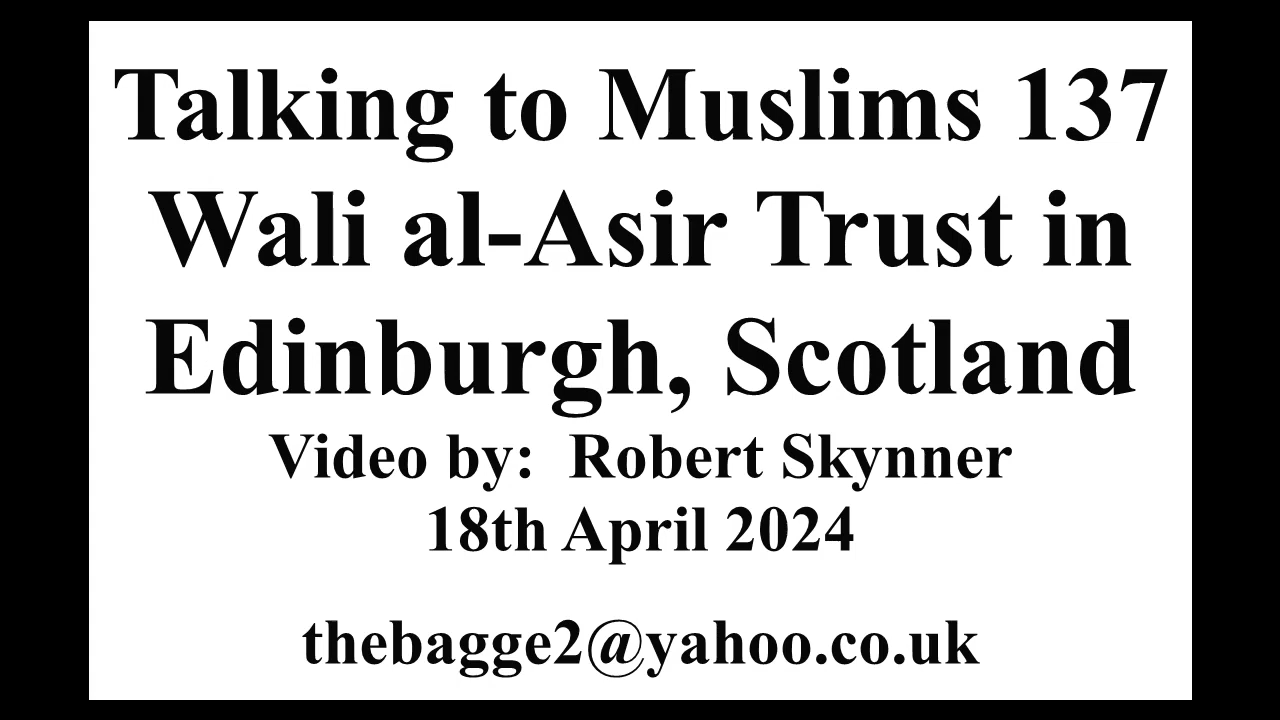 Talking to Muslims 137
Wali al-Asir Trust in
Edinburgh, Scotland
Video by:  Robert Skynner
18th April 2024
thebagge2@yahoo.co.uk